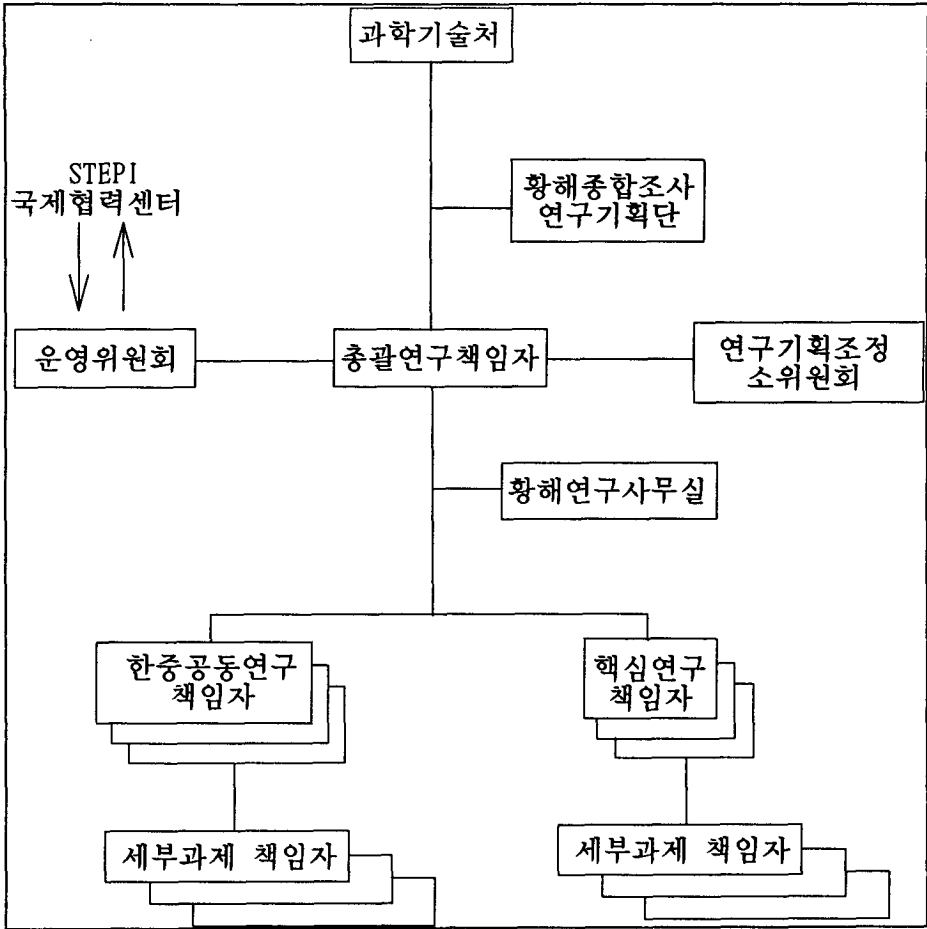 과학기술처
STEPI
국제협력센터
황해종합조사
연구기획단
운영위원회
총괄연구책임자
연구기획조정
소위원회
황해연구사무실
한중공동연구
책임자
핵심연구
책임자
세부과제 책임자
세부과제 책임자